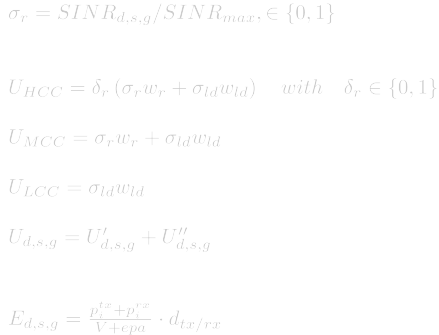 σ_r = SINR_{d,s,g}/SINR_{max}, ∈ {0,1}
U_{HCC} = δ_r (σ_r w_r + σ_{ld} w_{ld}) with δ_r ∈ {0,1}
U_{MCC} = σ_r w_r + σ_{ld} w_{ld}
U_{LCC} = σ_{ld} w_{ld}
U_{d,s,g} = U'_{d,s,g} + U''_{d,s,g}
E_{d,s,g} = \frac{p_i^{tx} + p_i^{rx}}{V + epa} · d_{tx/rx}